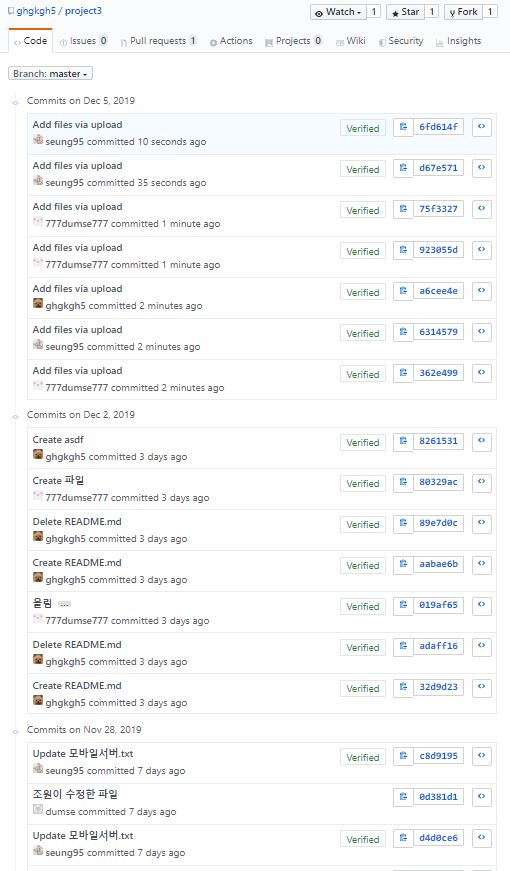 ghgkgh5 / project3
Watch 1 Star 1 Fork 1
Code Issues 0 Pull requests 1 Actions Projects 0 Wiki Security Insights
Branch: master
Commits on Dec 5, 2019
Add files via upload
seung95 committed 10 seconds ago
Verified 6fd614f
Add files via upload
seung95 committed 35 seconds ago
Verified d67e571
Add files via upload
777dumse777 committed 1 minute ago
Verified 75f3327
Add files via upload
777dumse777 committed 1 minute ago
Verified 923055d
Add files via upload
ghgkgh5 committed 2 minutes ago
Verified a6cee4e
Add files via upload
seung95 committed 2 minutes ago
Verified 6314579
Add files via upload
777dumse777 committed 2 minutes ago
Verified 362e499
Commits on Dec 2, 2019
Create asdf
ghgkgh5 committed 3 days ago
Verified 8261531
Create 파일
777dumse777 committed 3 days ago
Verified 80329ac
Delete README.md
ghgkgh5 committed 3 days ago
Verified 89e7d0c
Create README.md
ghgkgh5 committed 3 days ago
Verified aabae6b
올림 …
777dumse777 committed 3 days ago
Verified 019af65
Delete README.md
ghgkgh5 committed 3 days ago
Verified adaff16
Create README.md
ghgkgh5 committed 3 days ago
Verified 32d9d23
Commits on Nov 28, 2019
Update 모바일서버.txt
seung95 committed 7 days ago
Verified c8d9195
조원이 수정한 파일
dumse committed 7 days ago
0d381d1
Update 모바일서버.txt
seung95 committed 7 days ago
Verified d4d0ce6